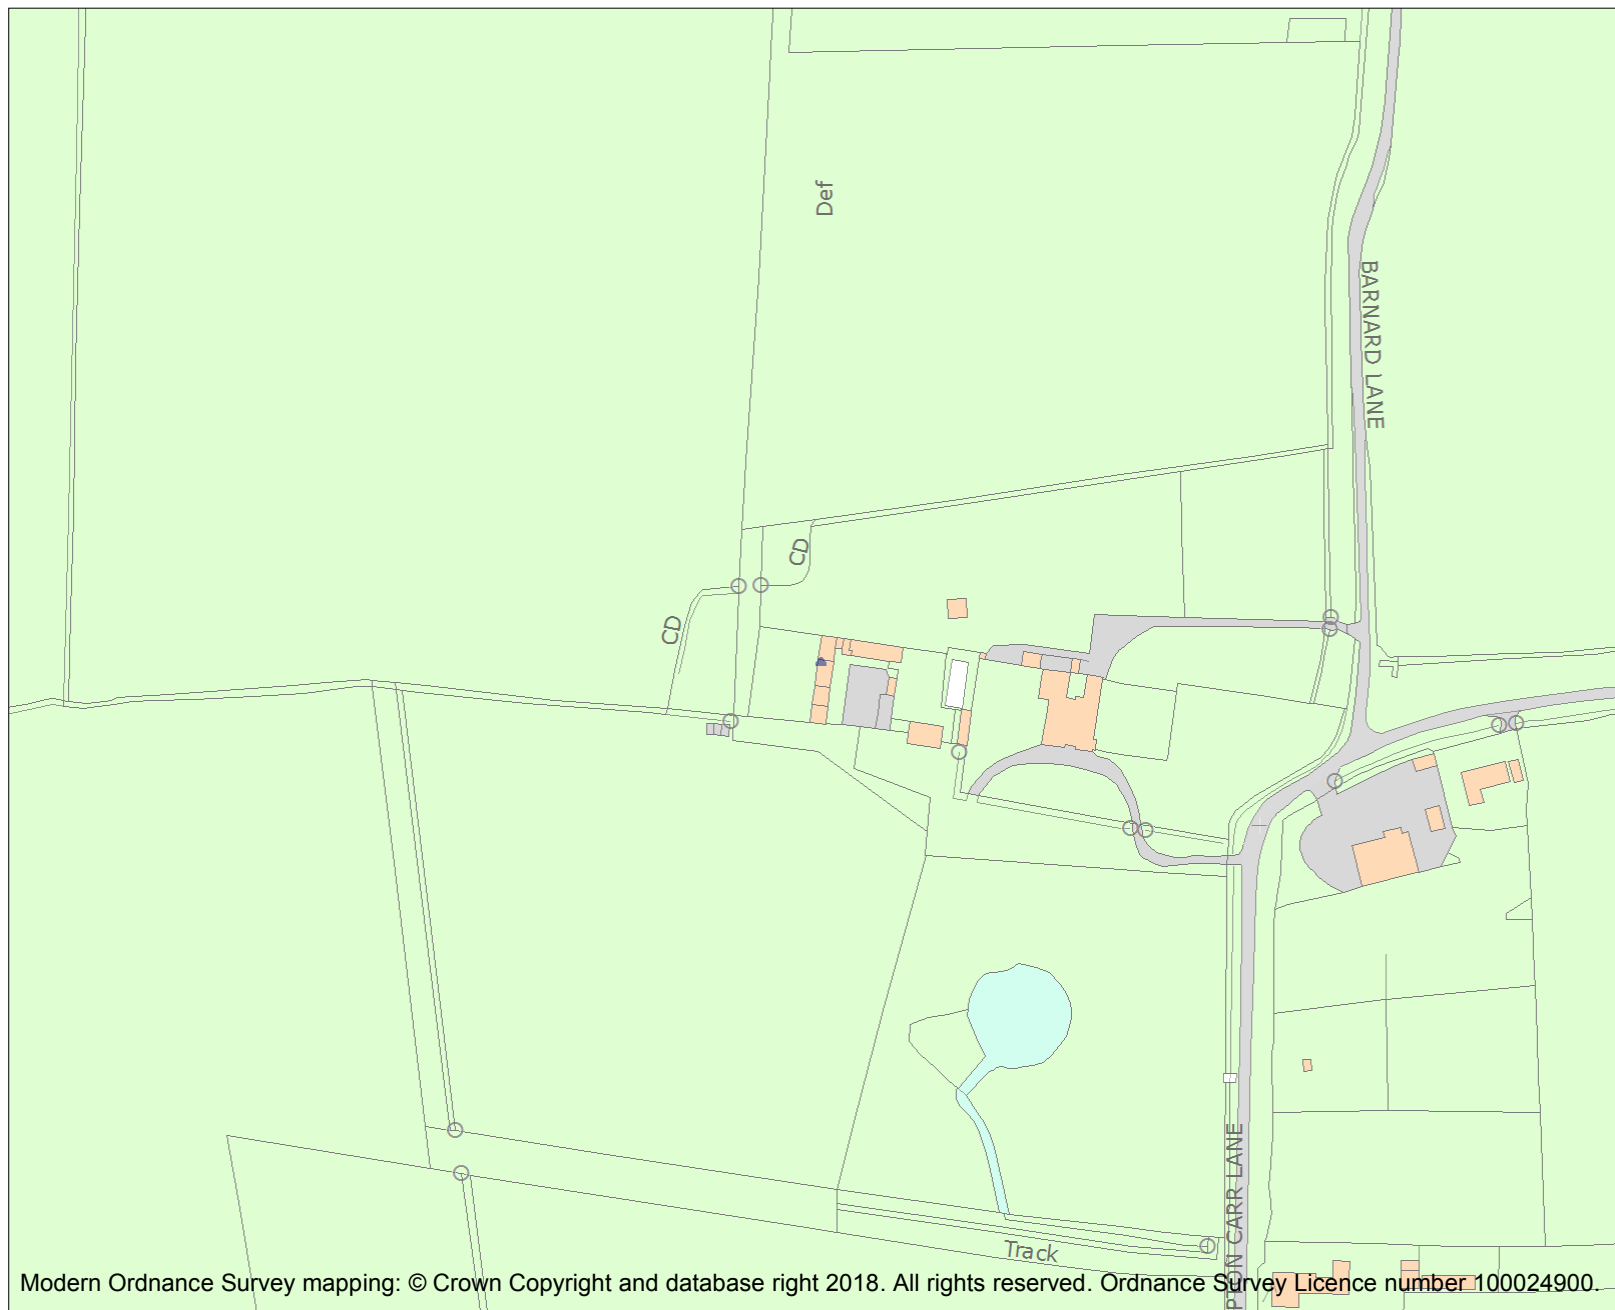 Def
BARNARD LANE
CD
CD
CARR LANE
Track
Modern Ordnance Survey mapping: © Crown Copyright and database right 2018. All rights reserved. Ordnance Survey Licence number 100024900.